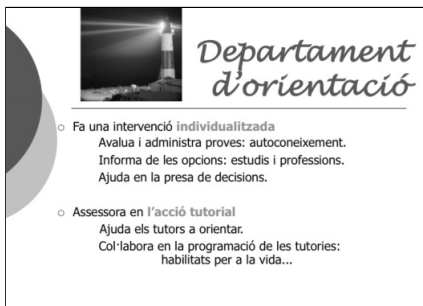 Departament
d'orientació
○ Fa una intervenció individualitzada
Avalua i administra proves: autoconeixement.
Informa de les opcions: estudis i professions.
Ajuda en la presa de decisions.
○ Assessora en l'acció tutorial
Ajuda els tutors a orientar.
Col·labora en la programació de les tutories:
habilitats per a la vida...